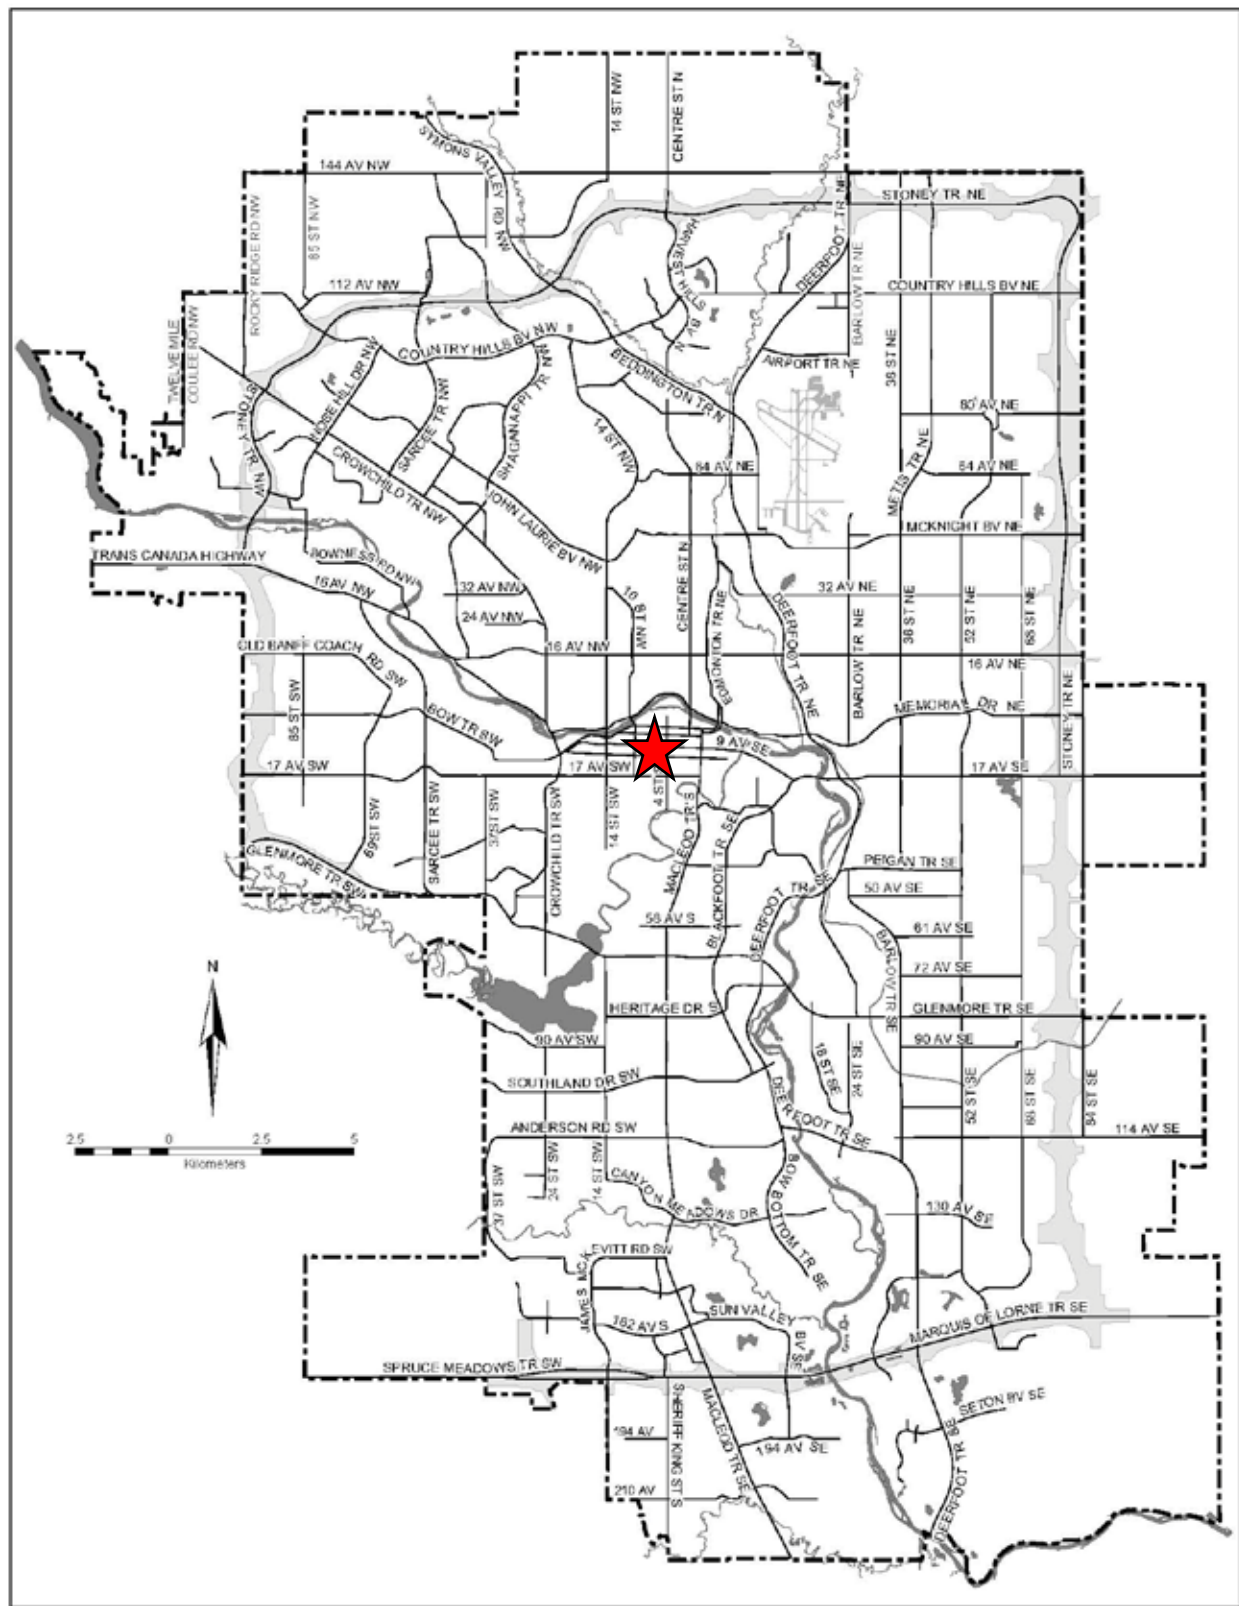 14 ST NW
CENTRE ST N
SYMONS VALLEY RD NW
144 AV NW
STONEY TR NE
ROCKY RIDGE RD NW
85 ST NW
HARVEST HILLS BV N
DEERFOOT TR NE
BARLOW TR NE
112 AV NW
COUNTRY HILLS BV NE
TWELVE MILE
COULEE RD NW
COUNTRY HILLS BV NW
BEDDINGTON TR N
AIRPORT TR NE
36 ST NE
STONEY TR NW
NOSE HILL DR NW
SARCEE TR NW
SHAGANAPPI TR NW
14 ST NW
80 AV NE
CROWCHILD TR NW
64 AV NE
64 AV NE
METIS TR NE
JOHN LAURIE BV NW
MCKNIGHT BV NE
TRANS CANADA HIGHWAY
BOWNESS RD NW
16 AV NW
32 AV NW
24 AV NW
10 ST NW
CENTRE ST N
EDMONTON TR NE
DEERFOOT TR NE
32 AV NE
BARLOW TR NE
36 ST NE
52 ST NE
68 ST NE
OLD BANFF COACH RD SW
16 AV NW
16 AV NE
85 ST SW
BOW TR SW
MEMORIAL DR NE
STONEY TR NE
9 AV SE
17 AV SW
17 AV SW
17 AV SE
4 ST
69 ST SW
SARCEE TR SW
37 ST SW
CROWCHILD TR SW
14 ST SW
MACLEOD TR S
BLACKFOOT TR SE
GLENMORE TR SW
PEIGAN TR SE
50 AV SE
DEERFOOT TR SE
58 AV S
BARLOW TR SE
61 AV SE
72 AV SE
N
HERITAGE DR S
GLENMORE TR SE
90 AV SW
18 ST SE
24 ST SE
90 AV SE
SOUTHLAND DR SW
52 ST SE
68 ST SE
84 ST SE
DEERFOOT TR SE
ANDERSON RD SW
114 AV SE
2.5 0 2.5 5
Kilometers
37 ST SW
24 ST SW
14 ST SW
CANYON MEADOWS DR
BOW BOTTOM TR SE
130 AV SE
JAMES MCKEVITT RD SW
162 AV S
SUN VALLEY BV SE
MARQUIS OF LORNE TR SE
SPRUCE MEADOWS TR SW
SHERIFF KING ST S
MACLEOD TR SE
SETON BV SE
194 AV
194 AV SE
DEERFOOT TR SE
210 AV